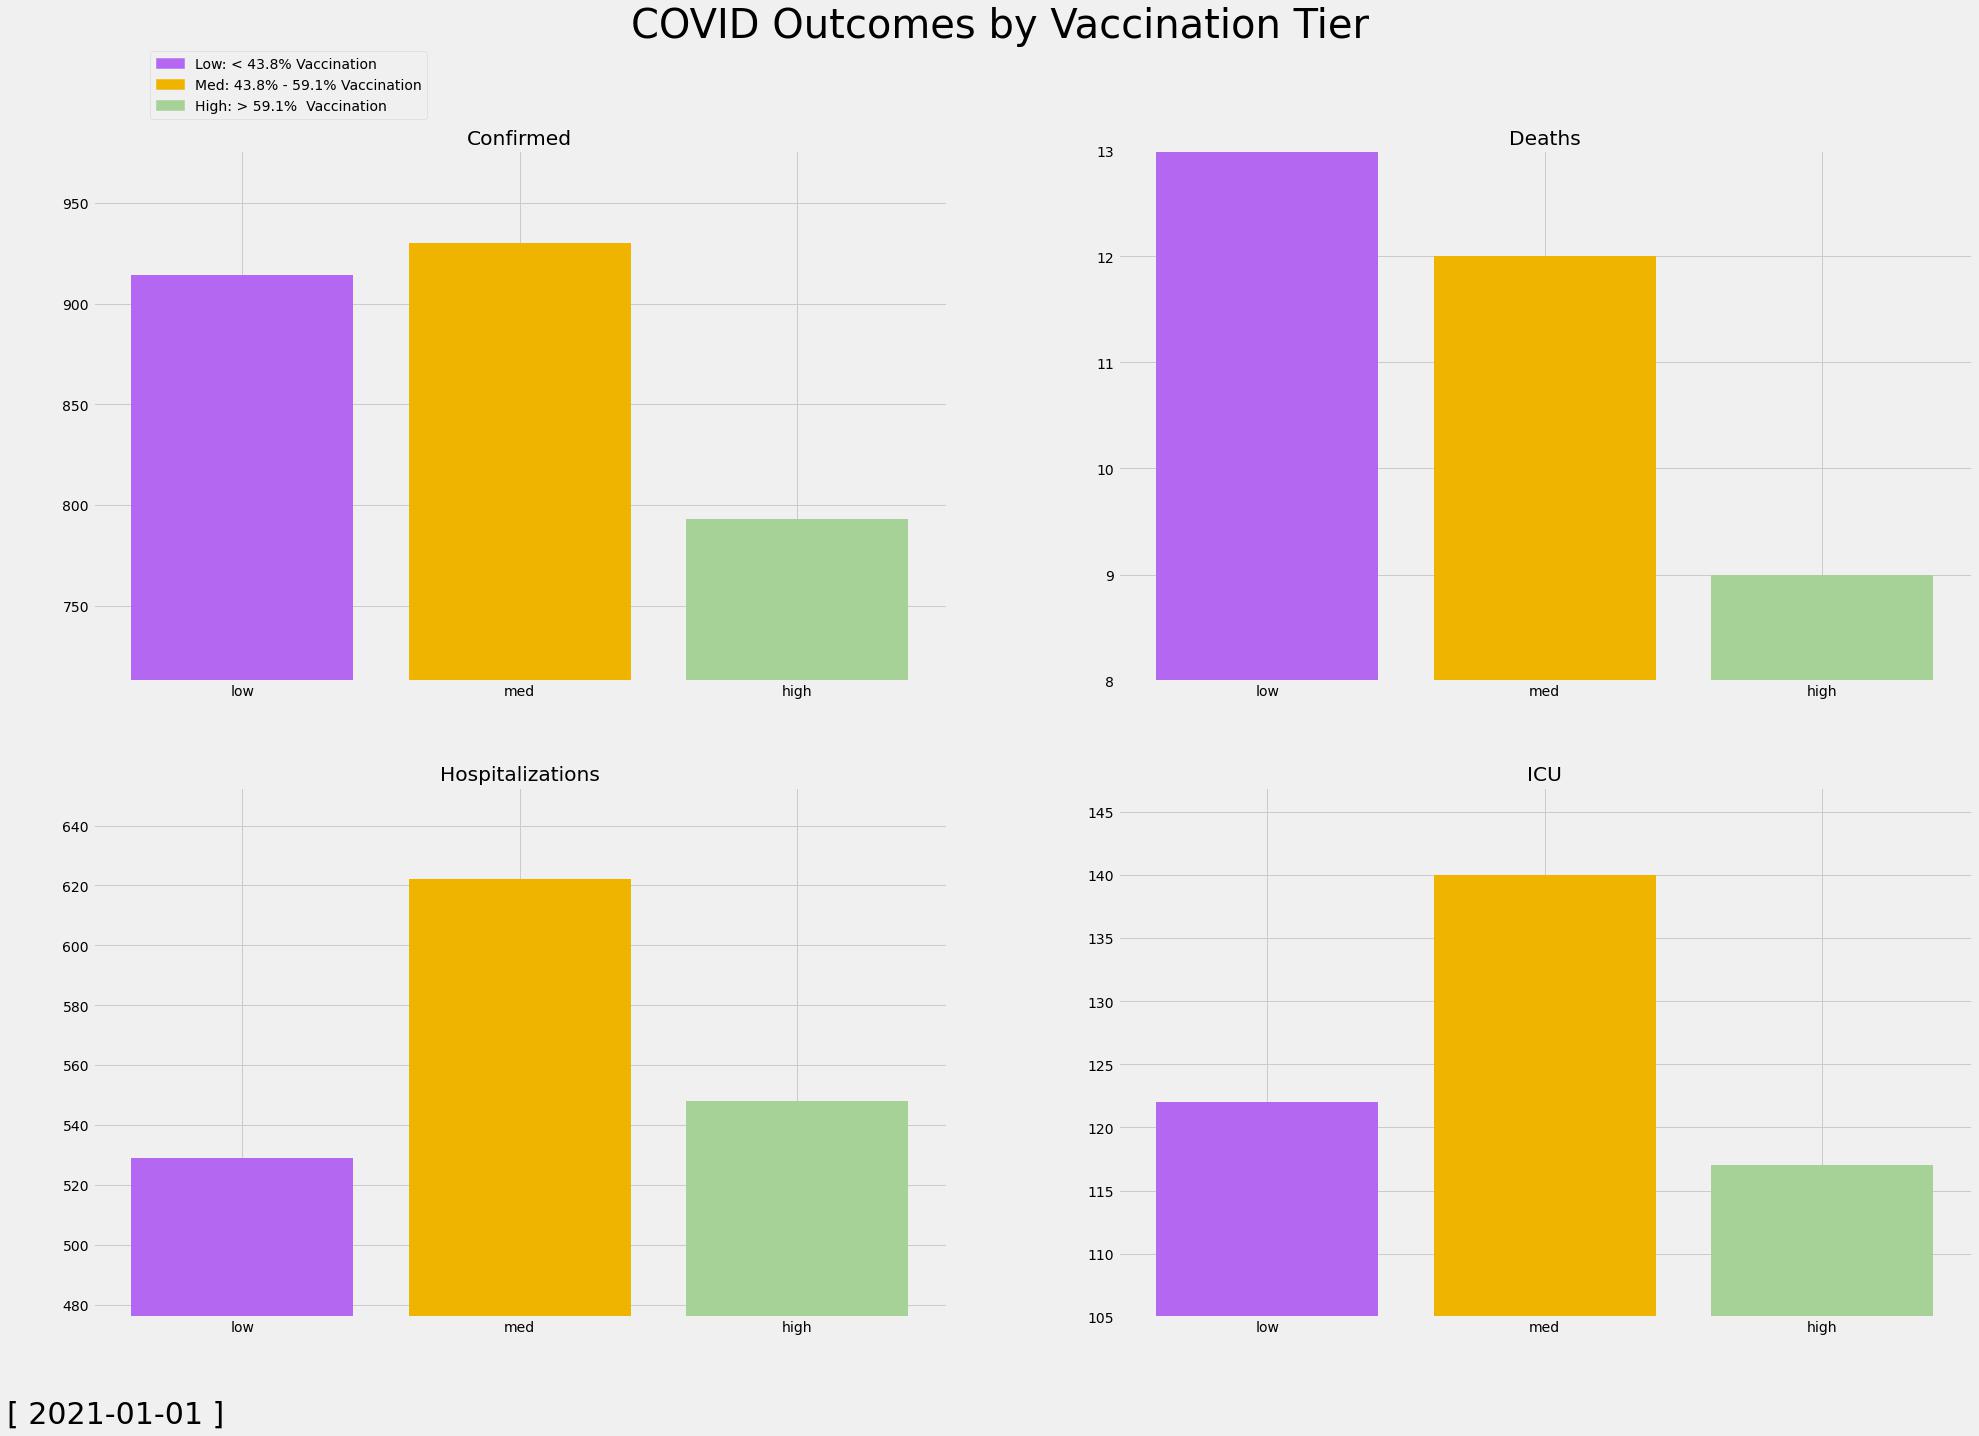 COVID Outcomes by Vaccination Tier
Low: < 43.8% Vaccination
Med: 43.8% - 59.1% Vaccination
High: > 59.1%  Vaccination
Confirmed
950
900
850
800
750
low med high
Deaths
13
12
11
10
9
8
low med high
Hospitalizations
640
620
600
580
560
540
520
500
480
low med high
ICU
145
140
135
130
125
120
115
110
105
low med high
[ 2021-01-01 ]